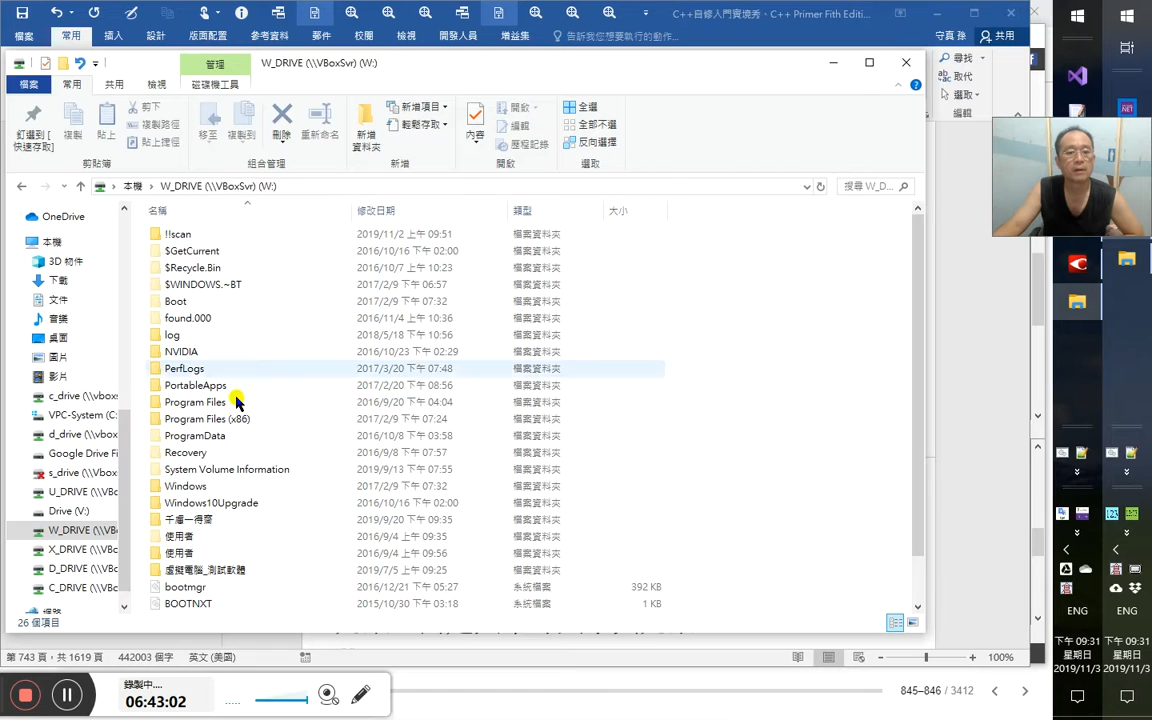 C++自修入門實境秀、C++ Primer Fifth Editi...
檔案 常用 插入 設計 版面配置 參考資料 郵件 校閱 檢視 開發人員 增益集 告訴我您想要執行的動作... 守真 孫 共用
管理 W_DRIVE (\\VBoxSvr) (W:)
檔案 常用 共用 檢視 磁碟機工具
尋找
取代
選取
編輯
釘選到 [
快速存取]
複製
貼上
剪下
複製路徑
貼上捷徑
剪貼簿
移至
複製到
刪除
重新命名
組合管理
新增
資料夾
新增項目
輕鬆存取
新增
內容
開啟
編輯
歷程記錄
開啟
全選
全部不選
反向選擇
選取
本機 W_DRIVE (\\VBoxSvr) (W:)
搜尋 W_D...
名稱 修改日期 類型 大小
OneDrive
本機
3D 物件
下載
文件
音樂
桌面
圖片
影片
c_drive (\\vbox
VPC-System (C:
d_drive (\\vbox
Google Drive Fi
s_drive (\\vbox
U_DRIVE (\\VBo
Drive (V:)
W_DRIVE (\\VBo
X_DRIVE (\\VBo
D_DRIVE (\\VBo
C_DRIVE (\\VBo
網路
!!scan 2019/11/2 上午 09:51 檔案資料夾
$GetCurrent 2016/10/16 下午 02:00 檔案資料夾
$Recycle.Bin 2016/10/7 上午 10:23 檔案資料夾
$WINDOWS.~BT 2017/2/9 下午 06:57 檔案資料夾
Boot 2017/2/9 下午 07:32 檔案資料夾
found.000 2016/11/4 上午 10:36 檔案資料夾
log 2018/5/18 上午 10:56 檔案資料夾
NVIDIA 2016/10/23 下午 02:29 檔案資料夾
PerfLogs 2017/3/20 下午 07:48 檔案資料夾
PortableApps 2017/2/20 下午 08:56 檔案資料夾
Program Files 2016/9/20 下午 04:04 檔案資料夾
Program Files (x86) 2017/2/9 下午 07:24 檔案資料夾
ProgramData 2016/10/8 下午 03:58 檔案資料夾
Recovery 2016/9/8 下午 07:57 檔案資料夾
System Volume Information 2019/9/13 下午 07:55 檔案資料夾
Windows 2017/2/9 下午 07:32 檔案資料夾
Windows10Upgrade 2016/10/16 下午 02:00 檔案資料夾
千慮一得齋 2019/9/20 下午 09:35 檔案資料夾
使用者 2016/9/4 上午 09:35 檔案資料夾
使用者 2016/9/4 上午 09:56 檔案資料夾
虛擬電腦_測試軟體 2019/7/5 上午 09:25 檔案資料夾
bootmgr 2016/12/21 下午 05:27 系統檔案 392 KB
BOOTNXT 2015/10/30 下午 03:18 系統檔案 1 KB
26 個項目
第 743 頁，共 1619 頁 442003 個字 英文 (美國) 100%
錄製中...
06:43:02
845–846 / 3412
ENG ENG
下午 09:31 下午 09:31
星期日 星期日
2019/11/3 2019/11/3